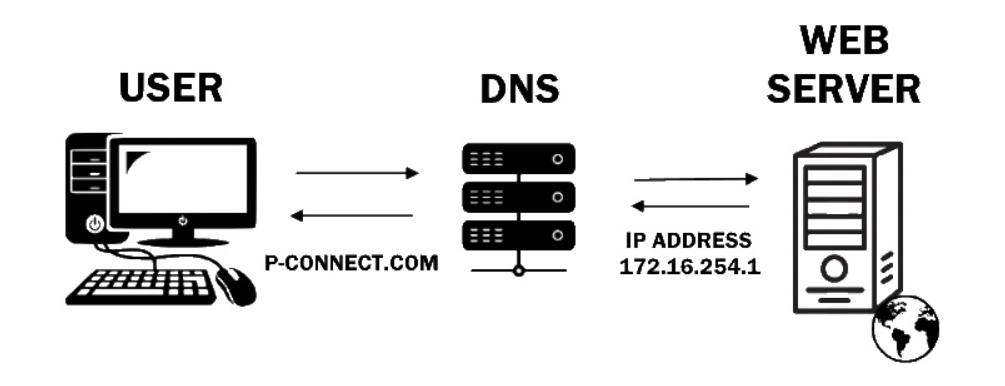 USER
DNS
WEB
SERVER
P-CONNECT.COM
IP ADDRESS
172.16.254.1